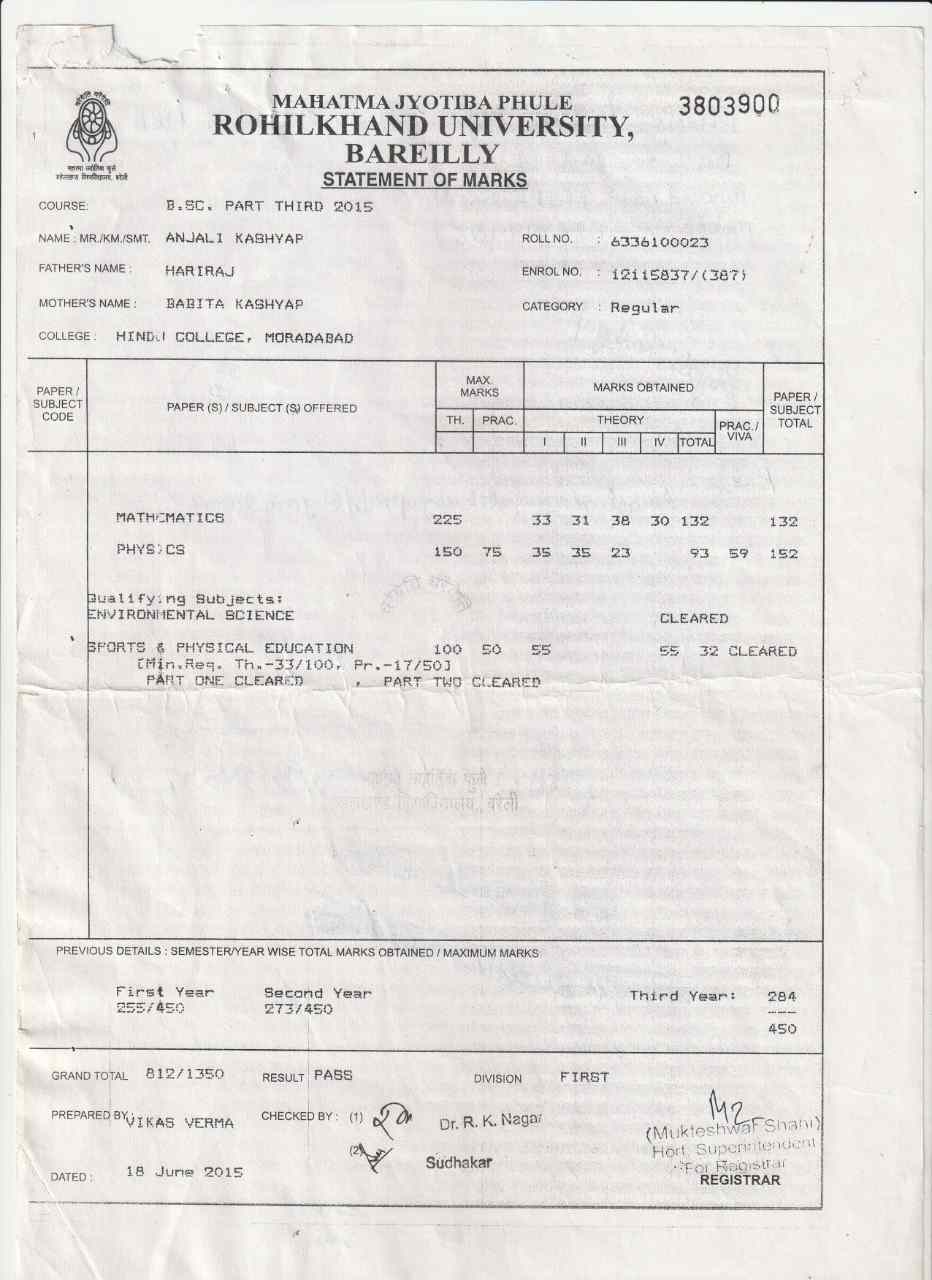 3803900
MAHATMA JYOTIBA PHULE
ROHILKHAND UNIVERSITY,
BAREILLY
STATEMENT OF MARKS
महात्मा ज्योतिबा फुले
रुहेलखण्ड विश्वविद्यालय, बरेली
COURSE: B.SC. PART THIRD 2015
NAME : MR./KM./SMT. ANJALI KASHYAP ROLL NO. : 6336100023
FATHER'S NAME : HARIRAJ ENROL NO. : 12115837/(387)
MOTHER'S NAME : BABITA KASHYAP CATEGORY : Regular
COLLEGE : HINDU COLLEGE, MORADABAD
PAPER / SUBJECT CODE PAPER (S) / SUBJECT (S) OFFERED MAX. MARKS MARKS OBTAINED PAPER / SUBJECT TOTAL
TH. PRAC. THEORY PRAC./ VIVA
I II III IV TOTAL
MATHEMATICS 225 33 31 38 30 132 132
PHYSICS 150 75 35 35 23 93 59 152
Qualifying Subjects:
ENVIRONMENTAL SCIENCE CLEARED
SPORTS & PHYSICAL EDUCATION 100 50 55 55 32 CLEARED
[Min.Req. Th.-33/100, Pr.-17/50]
PART ONE CLEARED , PART TWO CLEARED
PREVIOUS DETAILS : SEMESTER/YEAR WISE TOTAL MARKS OBTAINED / MAXIMUM MARKS
First Year Second Year Third Year: 284
255/450 273/450 ----
450
GRAND TOTAL 812/1350 RESULT PASS DIVISION FIRST
PREPARED BY: VIKAS VERMA CHECKED BY : (1) Dr. R. K. Nagar
(2) Sudhakar
(Mukteshwar Shahi)
Hort. Superintendent
For Registrar
REGISTRAR
DATED : 18 June 2015